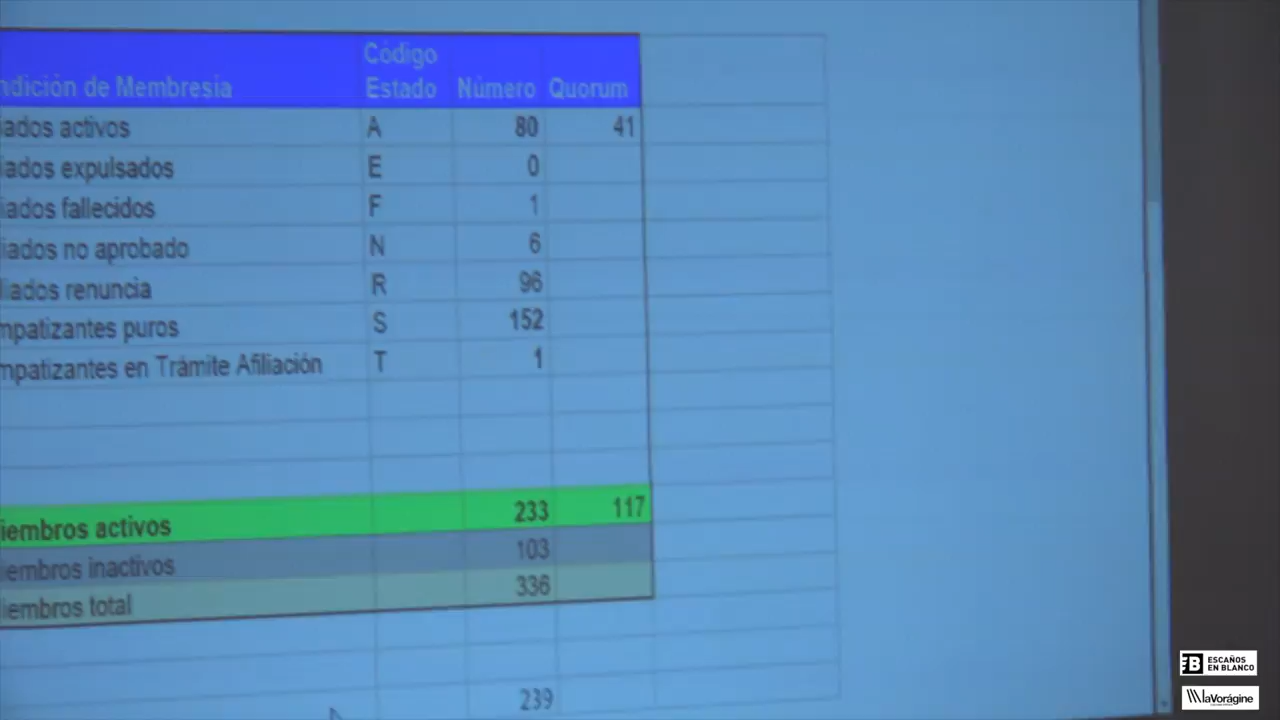 Código
ndición de Membresia Estado Número Quorum
iados activos A 80 41
iados expulsados E 0
iados fallecidos F 1
iados no aprobado N 6
liados renuncia R 96
mpatizantes puros S 152
mpatizantes en Trámite Afiliación T 1
iembros activos 233 117
iembros inactivos 103
iembros total 336
239
EB ESCAÑOS
EN BLANCO
laVorágine